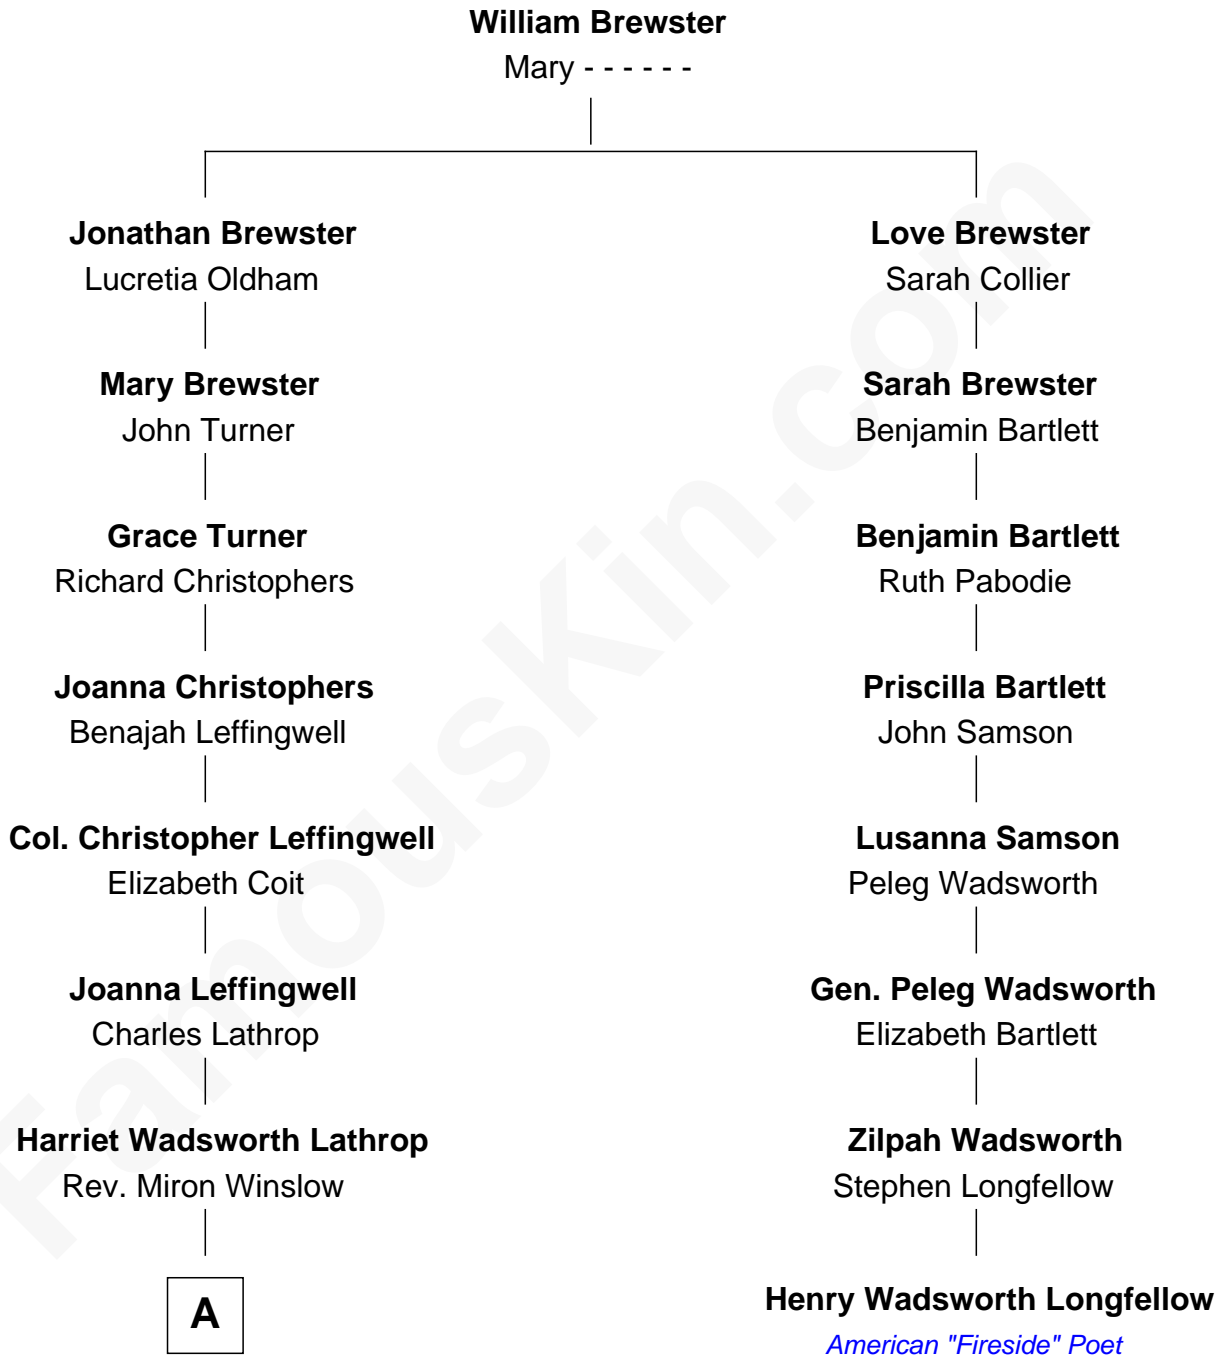 William Brewster
Mary - - - - - -
Jonathan Brewster
Lucretia Oldham
Love Brewster
Sarah Collier
Mary Brewster
John Turner
Sarah Brewster
Benjamin Bartlett
Grace Turner
Richard Christophers
Benjamin Bartlett
Ruth Pabodie
Joanna Christophers
Benajah Leffingwell
Priscilla Bartlett
John Samson
Col. Christopher Leffingwell
Elizabeth Coit
Lusanna Samson
Peleg Wadsworth
Joanna Leffingwell
Charles Lathrop
Gen. Peleg Wadsworth
Elizabeth Bartlett
Harriet Wadsworth Lathrop
Rev. Miron Winslow
Zilpah Wadsworth
Stephen Longfellow
A
Henry Wadsworth Longfellow
American "Fireside" Poet
FamousKin.com